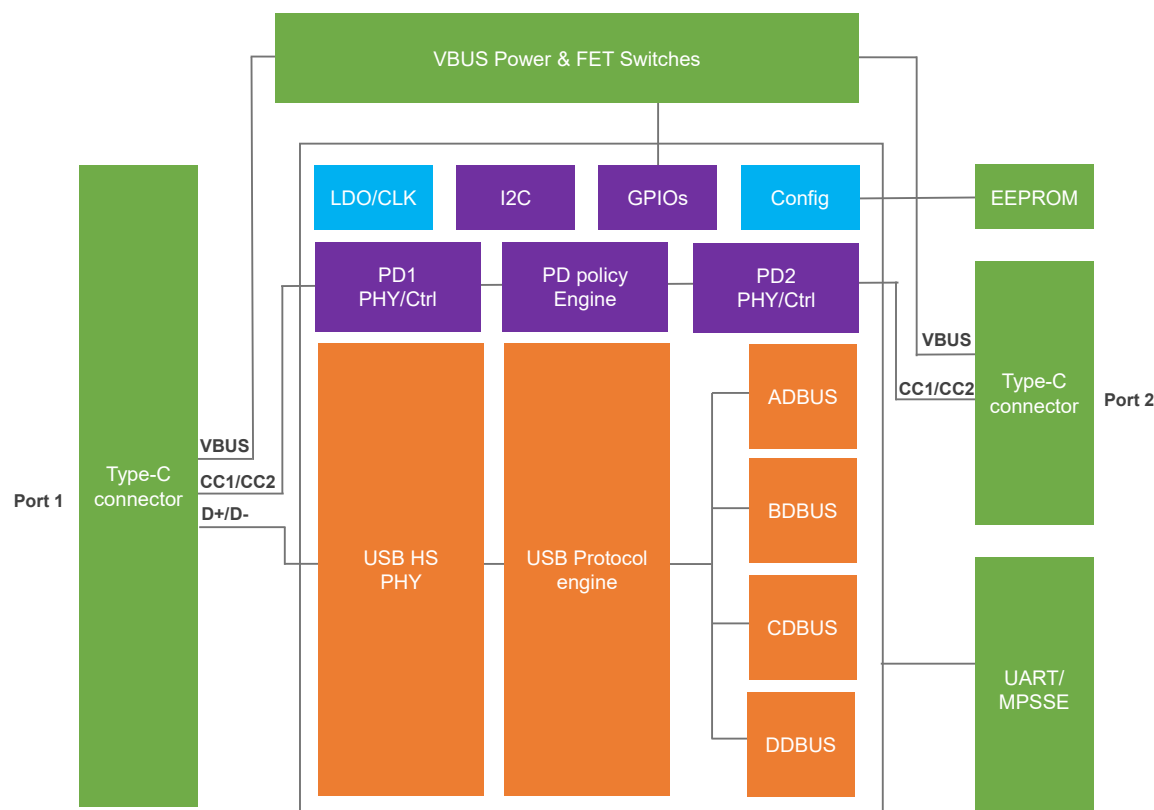 VBUS Power & FET Switches
LDO/CLK
I2C
GPIOs
Config
EEPROM
PD1
PHY/Ctrl
PD policy
Engine
PD2
PHY/Ctrl
VBUS
CC1/CC2
Type-C
connector
Port 2
Port 1
Type-C
connector
VBUS
CC1/CC2
D+/D-
USB HS
PHY
USB Protocol
engine
ADBUS
BDBUS
CDBUS
DDBUS
UART/
MPSSE